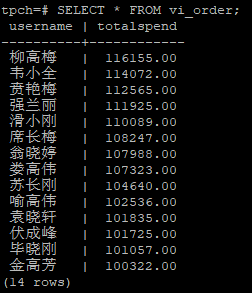 tpch=# SELECT * FROM vi_order;
 username | totalspend
----------+------------
 柳高梅   |  116155.00
 韦小全   |  114072.00
 贲艳梅   |  112565.00
 强兰丽   |  111925.00
 滑小刚   |  110089.00
 席长梅   |  108247.00
 翁晓婷   |  107988.00
 娄高伟   |  107323.00
 苏长刚   |  104640.00
 喻高伟   |  102536.00
 袁晓轩   |  101835.00
 伏成峰   |  101725.00
 毕晓刚   |  101057.00
 金高芳   |  100322.00
(14 rows)